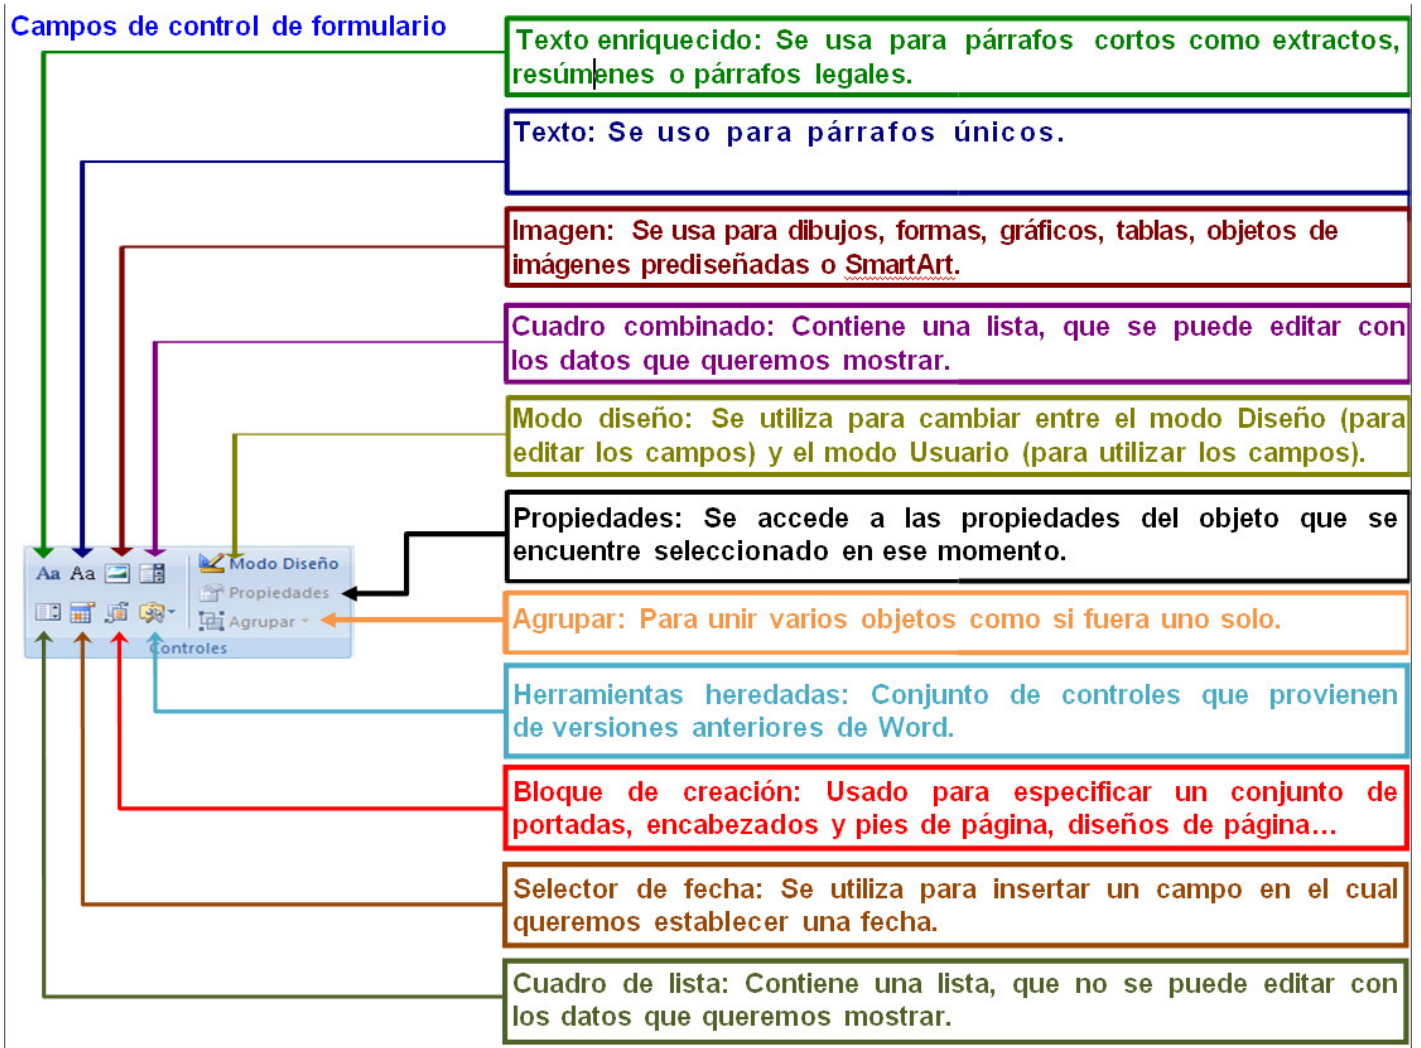 Campos de control de formulario
Texto enriquecido: Se usa para párrafos cortos como extractos,
resúmenes o párrafos legales.
Texto: Se uso para párrafos únicos.
Imagen: Se usa para dibujos, formas, gráficos, tablas, objetos de
imágenes prediseñadas o SmartArt.
Cuadro combinado: Contiene una lista, que se puede editar con
los datos que queremos mostrar.
Modo diseño: Se utiliza para cambiar entre el modo Diseño (para
editar los campos) y el modo Usuario (para utilizar los campos).
Propiedades: Se accede a las propiedades del objeto que se
encuentre seleccionado en ese momento.
Aa Aa Modo Diseño
Propiedades
Agrupar
Controles
Agrupar: Para unir varios objetos como si fuera uno solo.
Herramientas heredadas: Conjunto de controles que provienen
de versiones anteriores de Word.
Bloque de creación: Usado para especificar un conjunto de
portadas, encabezados y pies de página, diseños de página...
Selector de fecha: Se utiliza para insertar un campo en el cual
queremos establecer una fecha.
Cuadro de lista: Contiene una lista, que no se puede editar con
los datos que queremos mostrar.